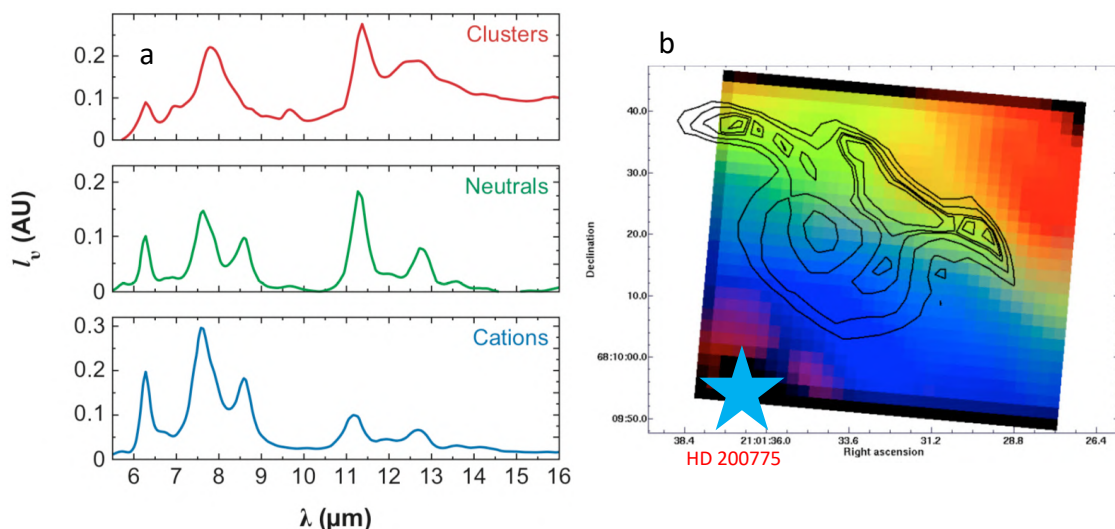 a
Clusters
0.2
0.1
0
Neutrals
0.2
0.1
0
Cations
0.3
0.2
0.1
0
I_ν (AU)
6 7 8 9 10 11 12 13 14 15 16
λ (μm)
b
40.0
30.0
20.0
10.0
68:10:00.0
09:50.0
Declination
38.4 21:01:36.0 33.6 31.2 28.8 26.4
Right ascension
HD 200775